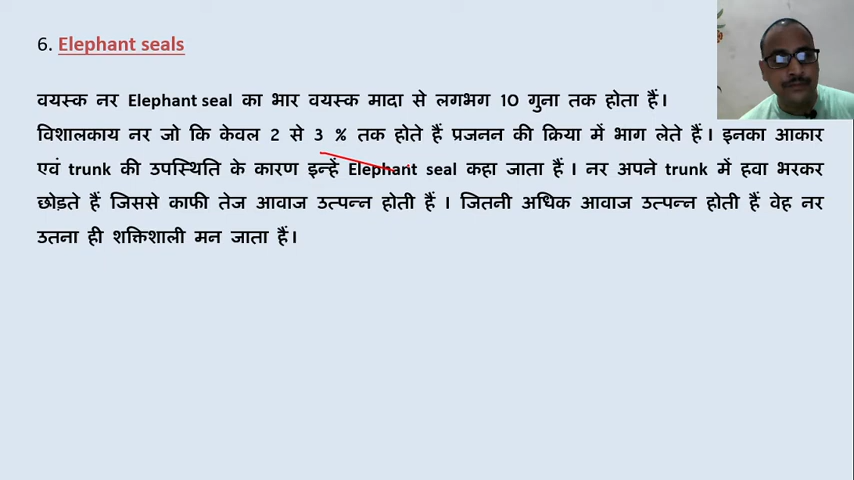 6. Elephant seals
वयस्क नर Elephant seal का भार वयस्क मादा से लगभग 10 गुना तक होता हैं।
विशालकाय नर जो कि केवल 2 से 3 % तक होते हैं प्रजनन की क्रिया में भाग लेते हैं। इनका आकार
एवं trunk की उपस्थिति के कारण इन्हें Elephant seal कहा जाता हैं । नर अपने trunk में हवा भरकर
छोड़ते हैं जिससे काफी तेज आवाज उत्पन्न होती हैं । जितनी अधिक आवाज उत्पन्न होती हैं वेह नर
उतना ही शक्तिशाली मन जाता हैं।